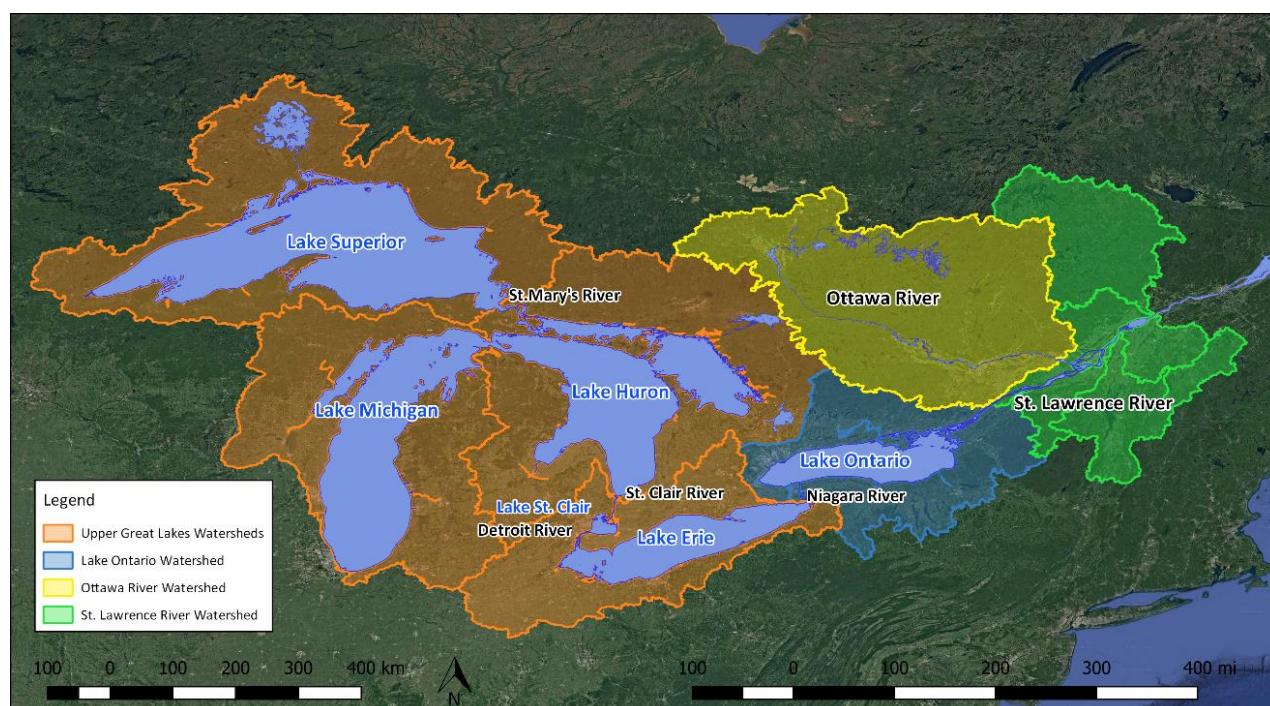 Lake Superior
St.Mary's River
Ottawa River
Lake Huron
Lake Michigan
St. Lawrence River
Lake Ontario
St. Clair River
Niagara River
Lake St. Clair
Detroit River
Lake Erie
Legend
Upper Great Lakes Watersheds
Lake Ontario Watershed
Ottawa River Watershed
St. Lawrence River Watershed
100 0 100 200 300 400 km
N
100 0 100 200 300 400 mi